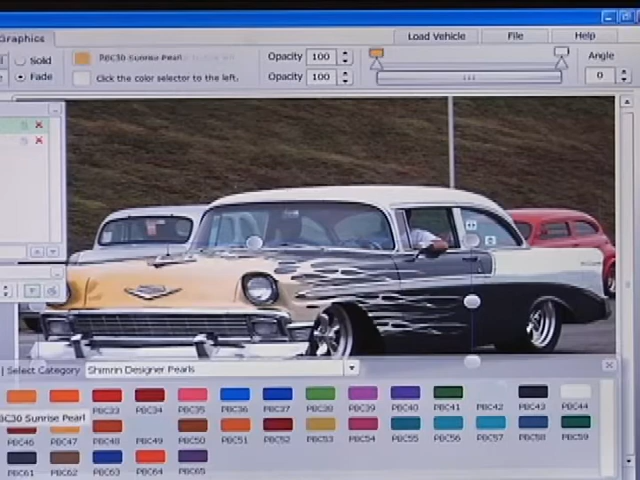 Graphics
Load Vehicle File Help
Solid
PBC30 Sunrise Pearl
Opacity 100
Angle
Fade
Click the color selector to the left.
Opacity 100
0
Select Category Shimrin Designer Pearls
PBC33 PBC34 PBC35 PBC36 PBC37 PBC38 PBC39 PBC40 PBC41 PBC42 PBC43 PBC44
BC30 Sunrise Pearl
PBC46 PBC47 PBC48 PBC49 PBC50 PBC51 PBC52 PBC53 PBC54 PBC55 PBC56 PBC57 PBC58 PBC59
PBC61 PBC62 PBC63 PBC64 PBC65